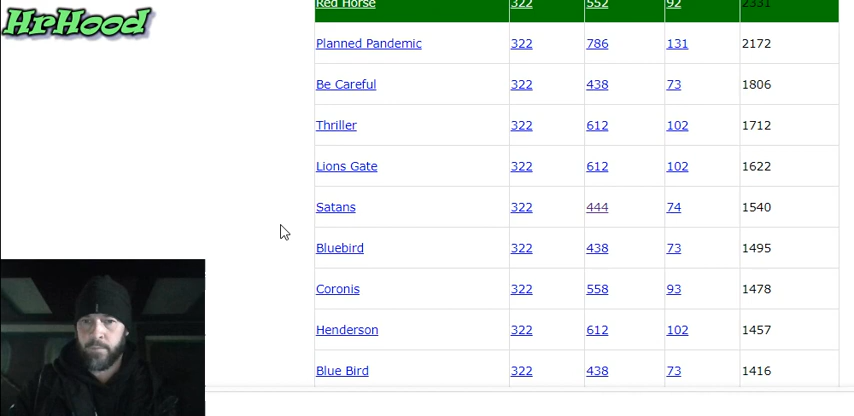 HrHood
Red Horse 322 552 92 2331
Planned Pandemic 322 786 131 2172
Be Careful 322 438 73 1806
Thriller 322 612 102 1712
Lions Gate 322 612 102 1622
Satans 322 444 74 1540
Bluebird 322 438 73 1495
Coronis 322 558 93 1478
Henderson 322 612 102 1457
Blue Bird 322 438 73 1416